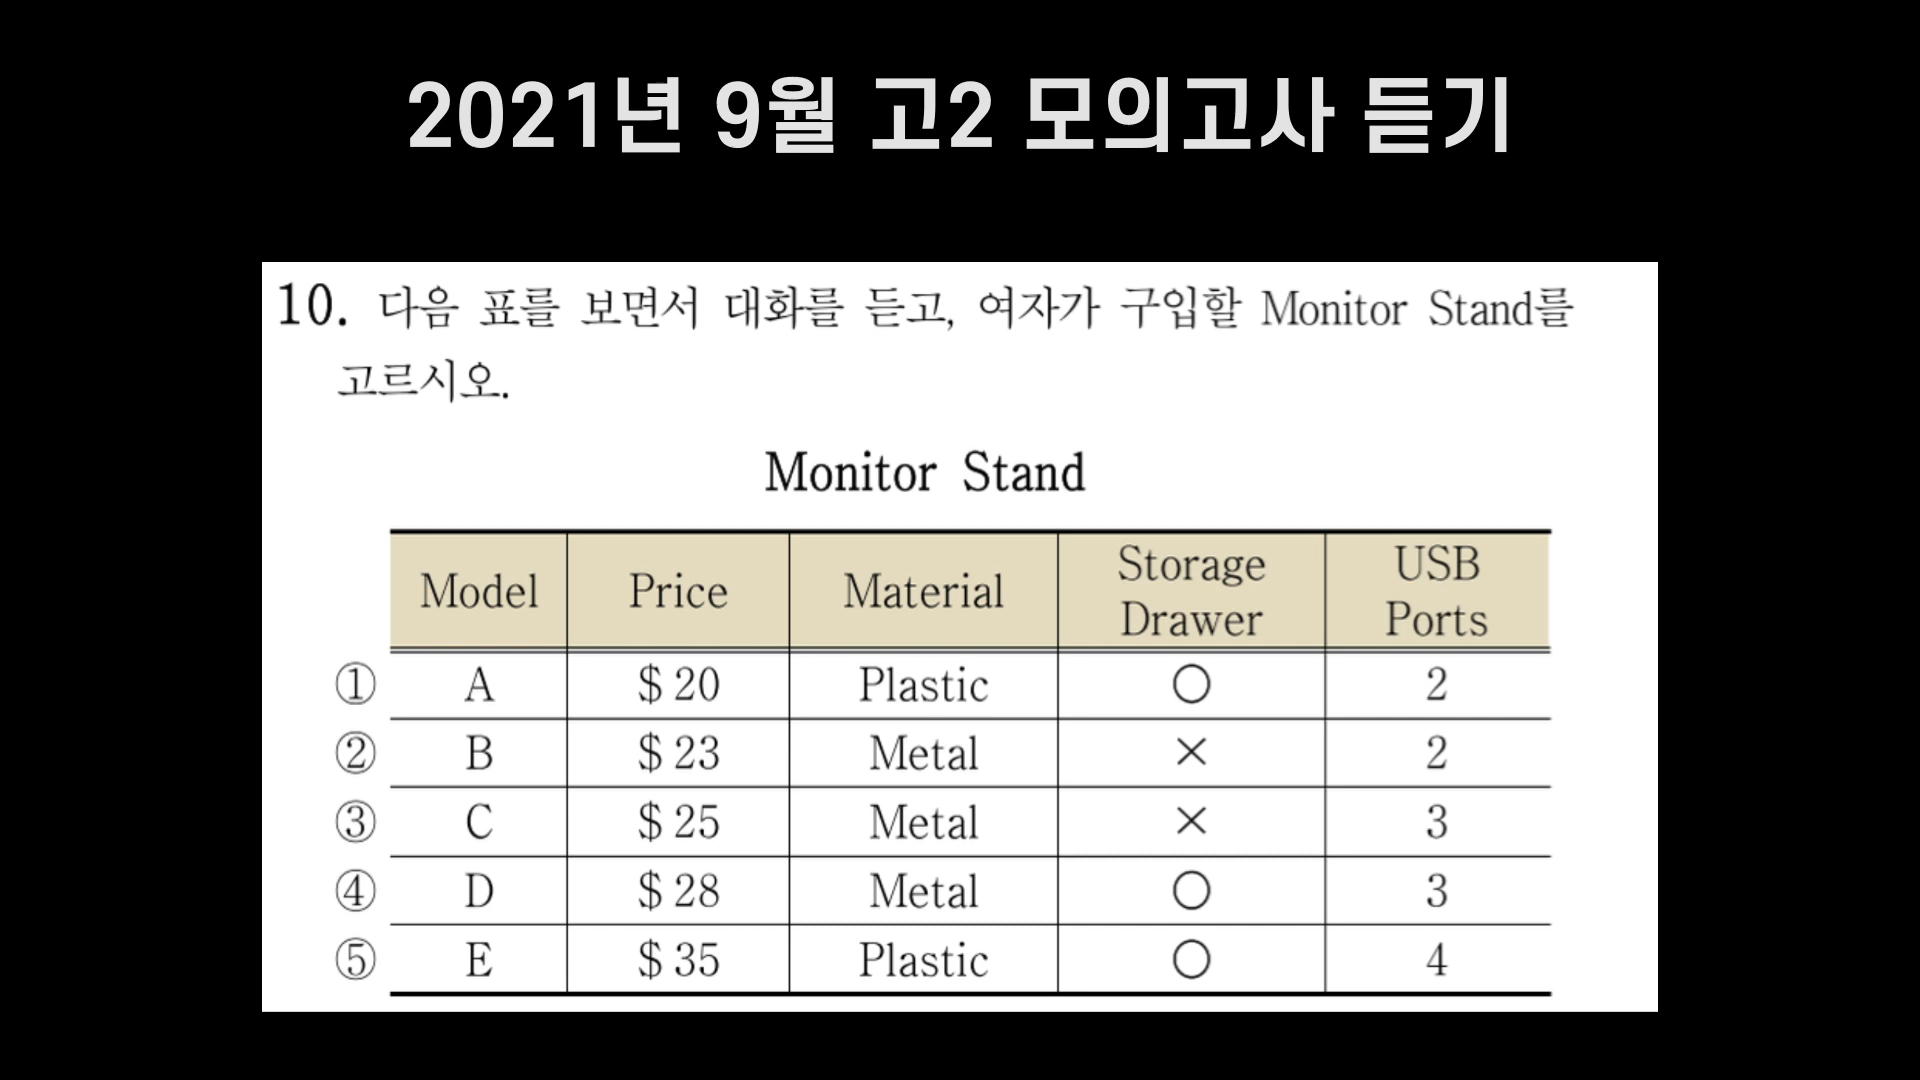 2021년 9월 고2 모의고사 듣기
10. 다음 표를 보면서 대화를 듣고, 여자가 구입할 Monitor Stand를
고르시오.
Monitor Stand
Model Price Material Storage Drawer USB Ports
① A $ 20 Plastic ○ 2
② B $ 23 Metal × 2
③ C $ 25 Metal × 3
④ D $ 28 Metal ○ 3
⑤ E $ 35 Plastic ○ 4